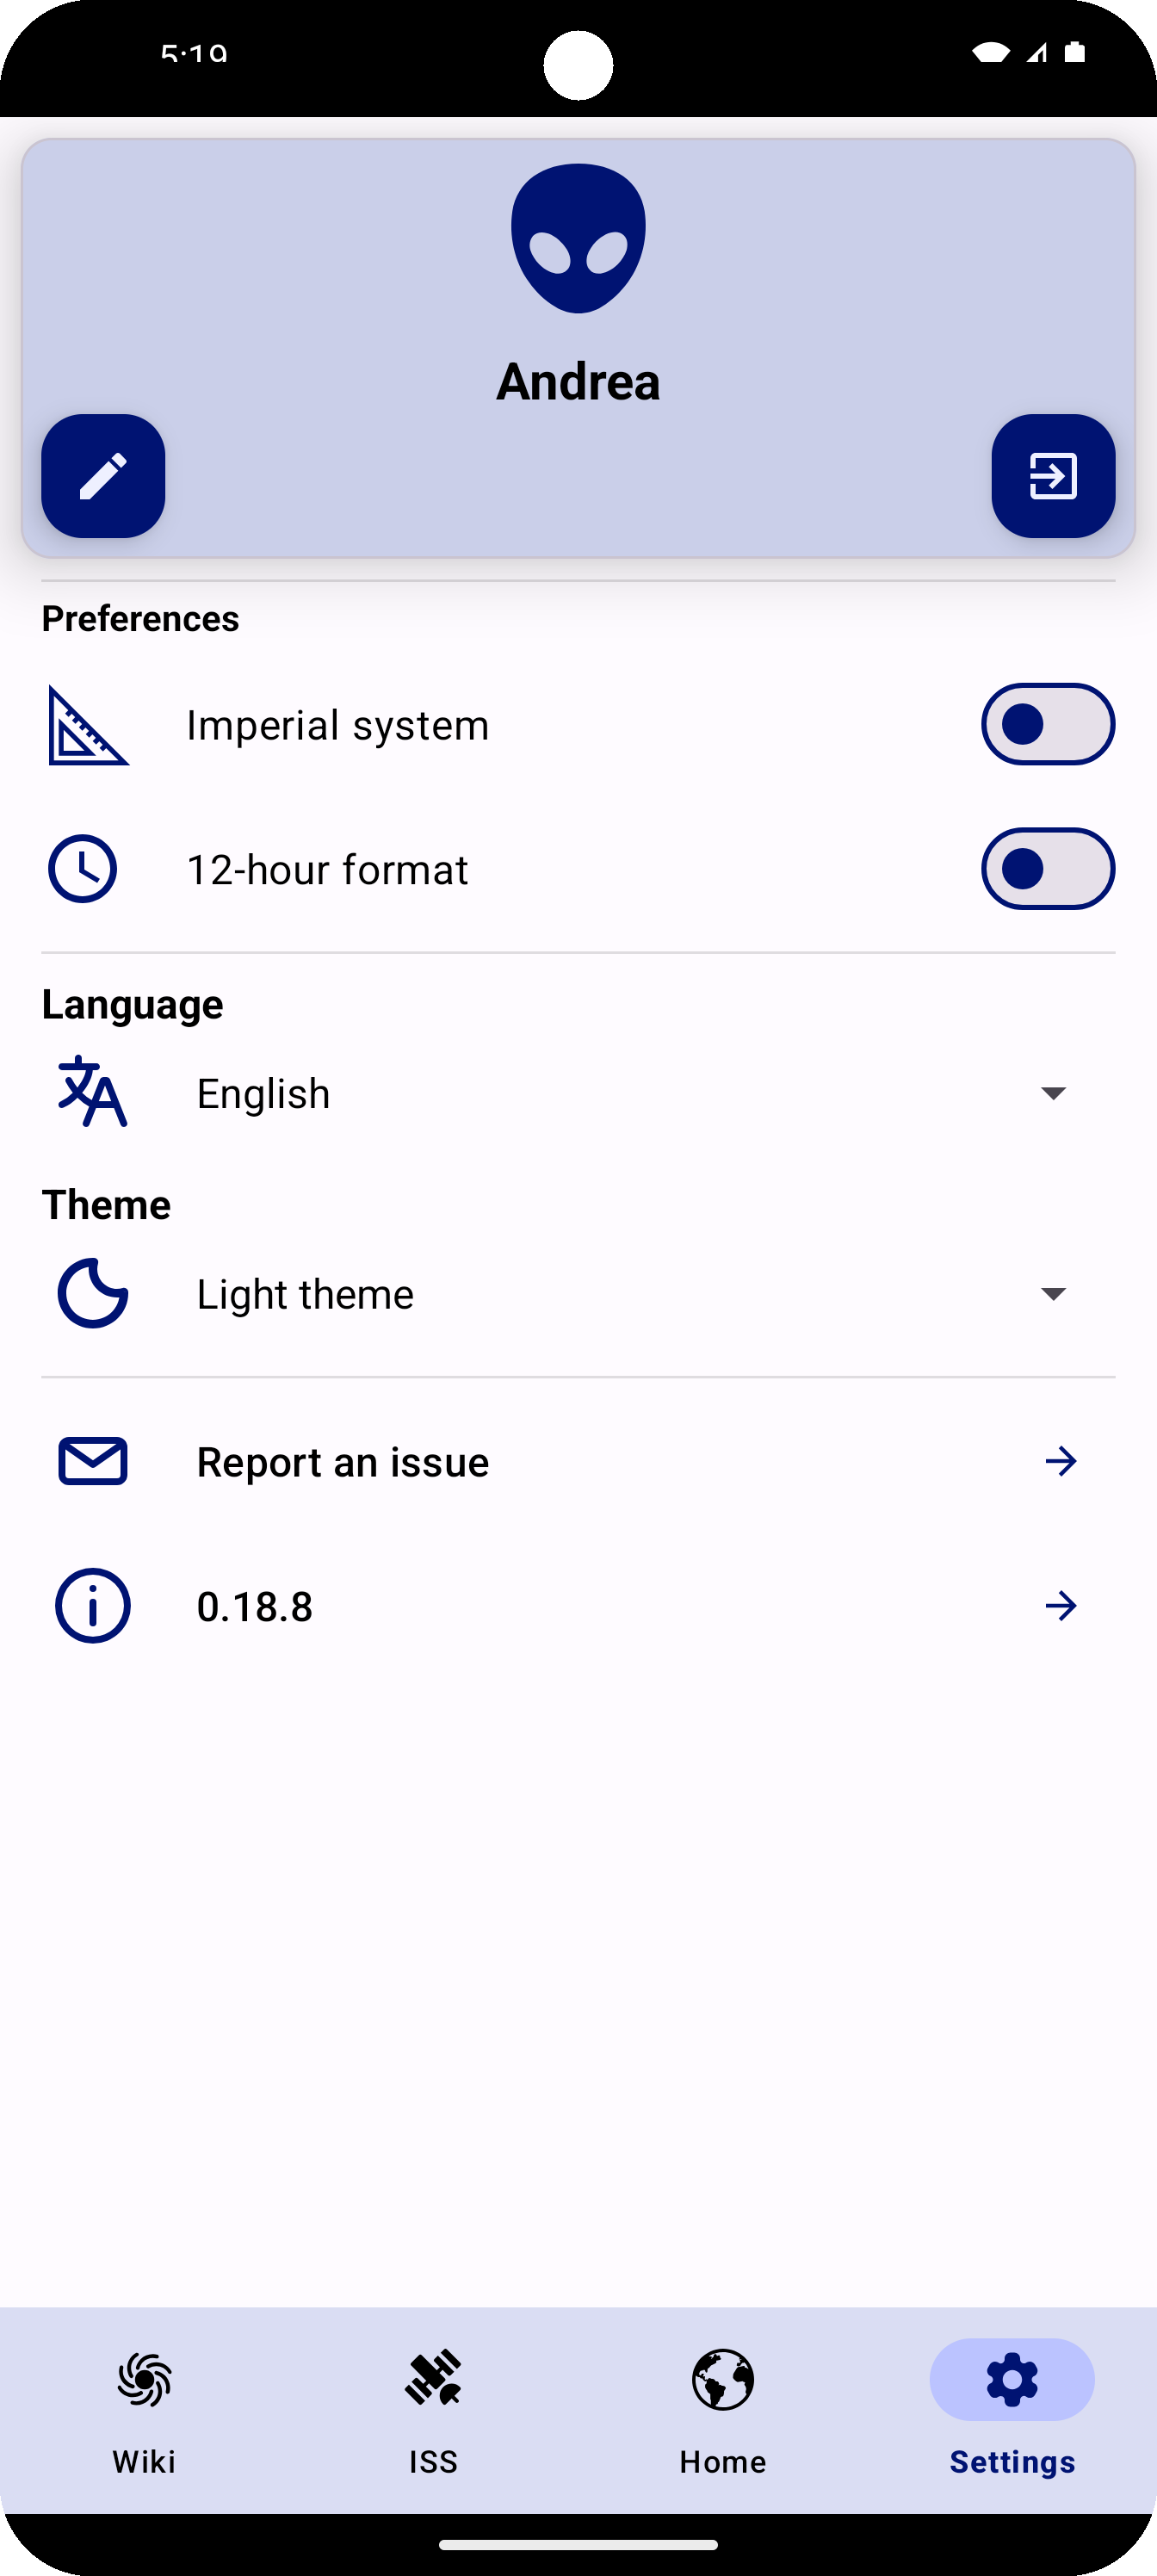 5:19
Andrea
Preferences
Imperial system
12-hour format
Language
English
Theme
Light theme
Report an issue
0.18.8
Wiki
ISS
Home
Settings